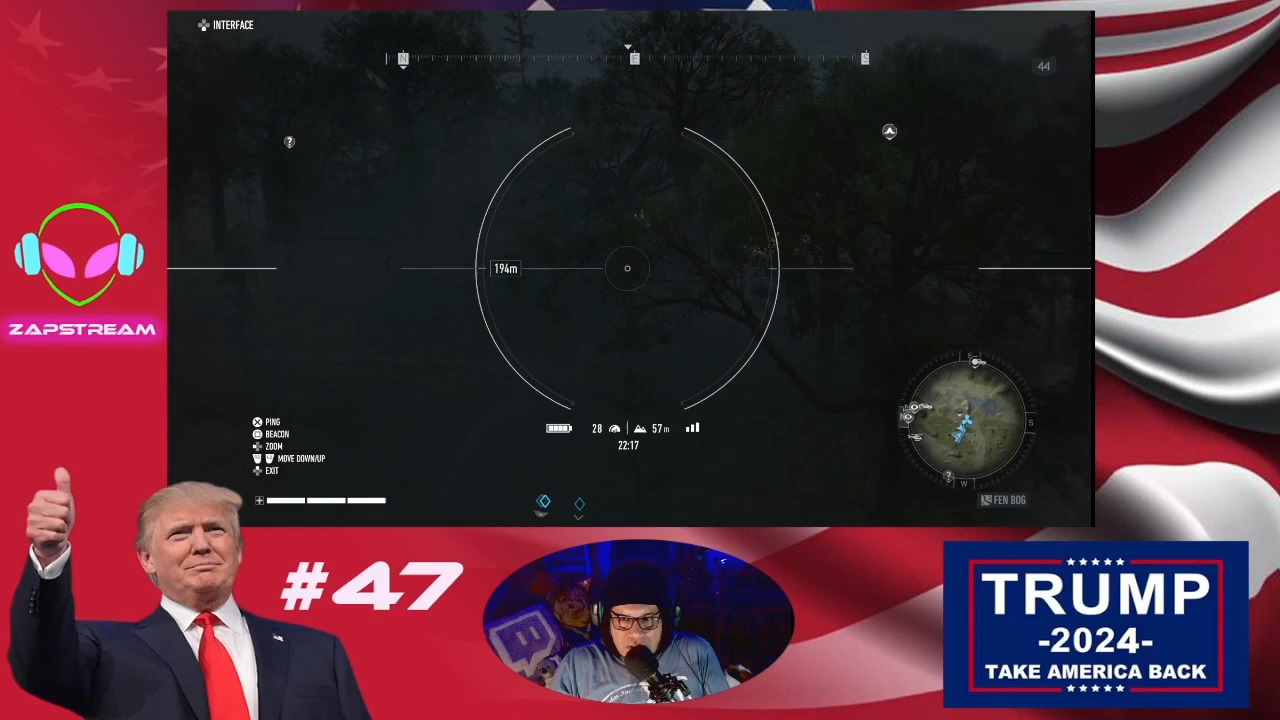 INTERFACE
N
E
S
44
?
194m
PING
BEACON
ZOOM
MOVE DOWN/UP
EXIT
28
57m
22:17
E
S
W
N
?
FEN BOG
ZAPSTREAM
#47
TRUMP
-2024-
TAKE AMERICA BACK